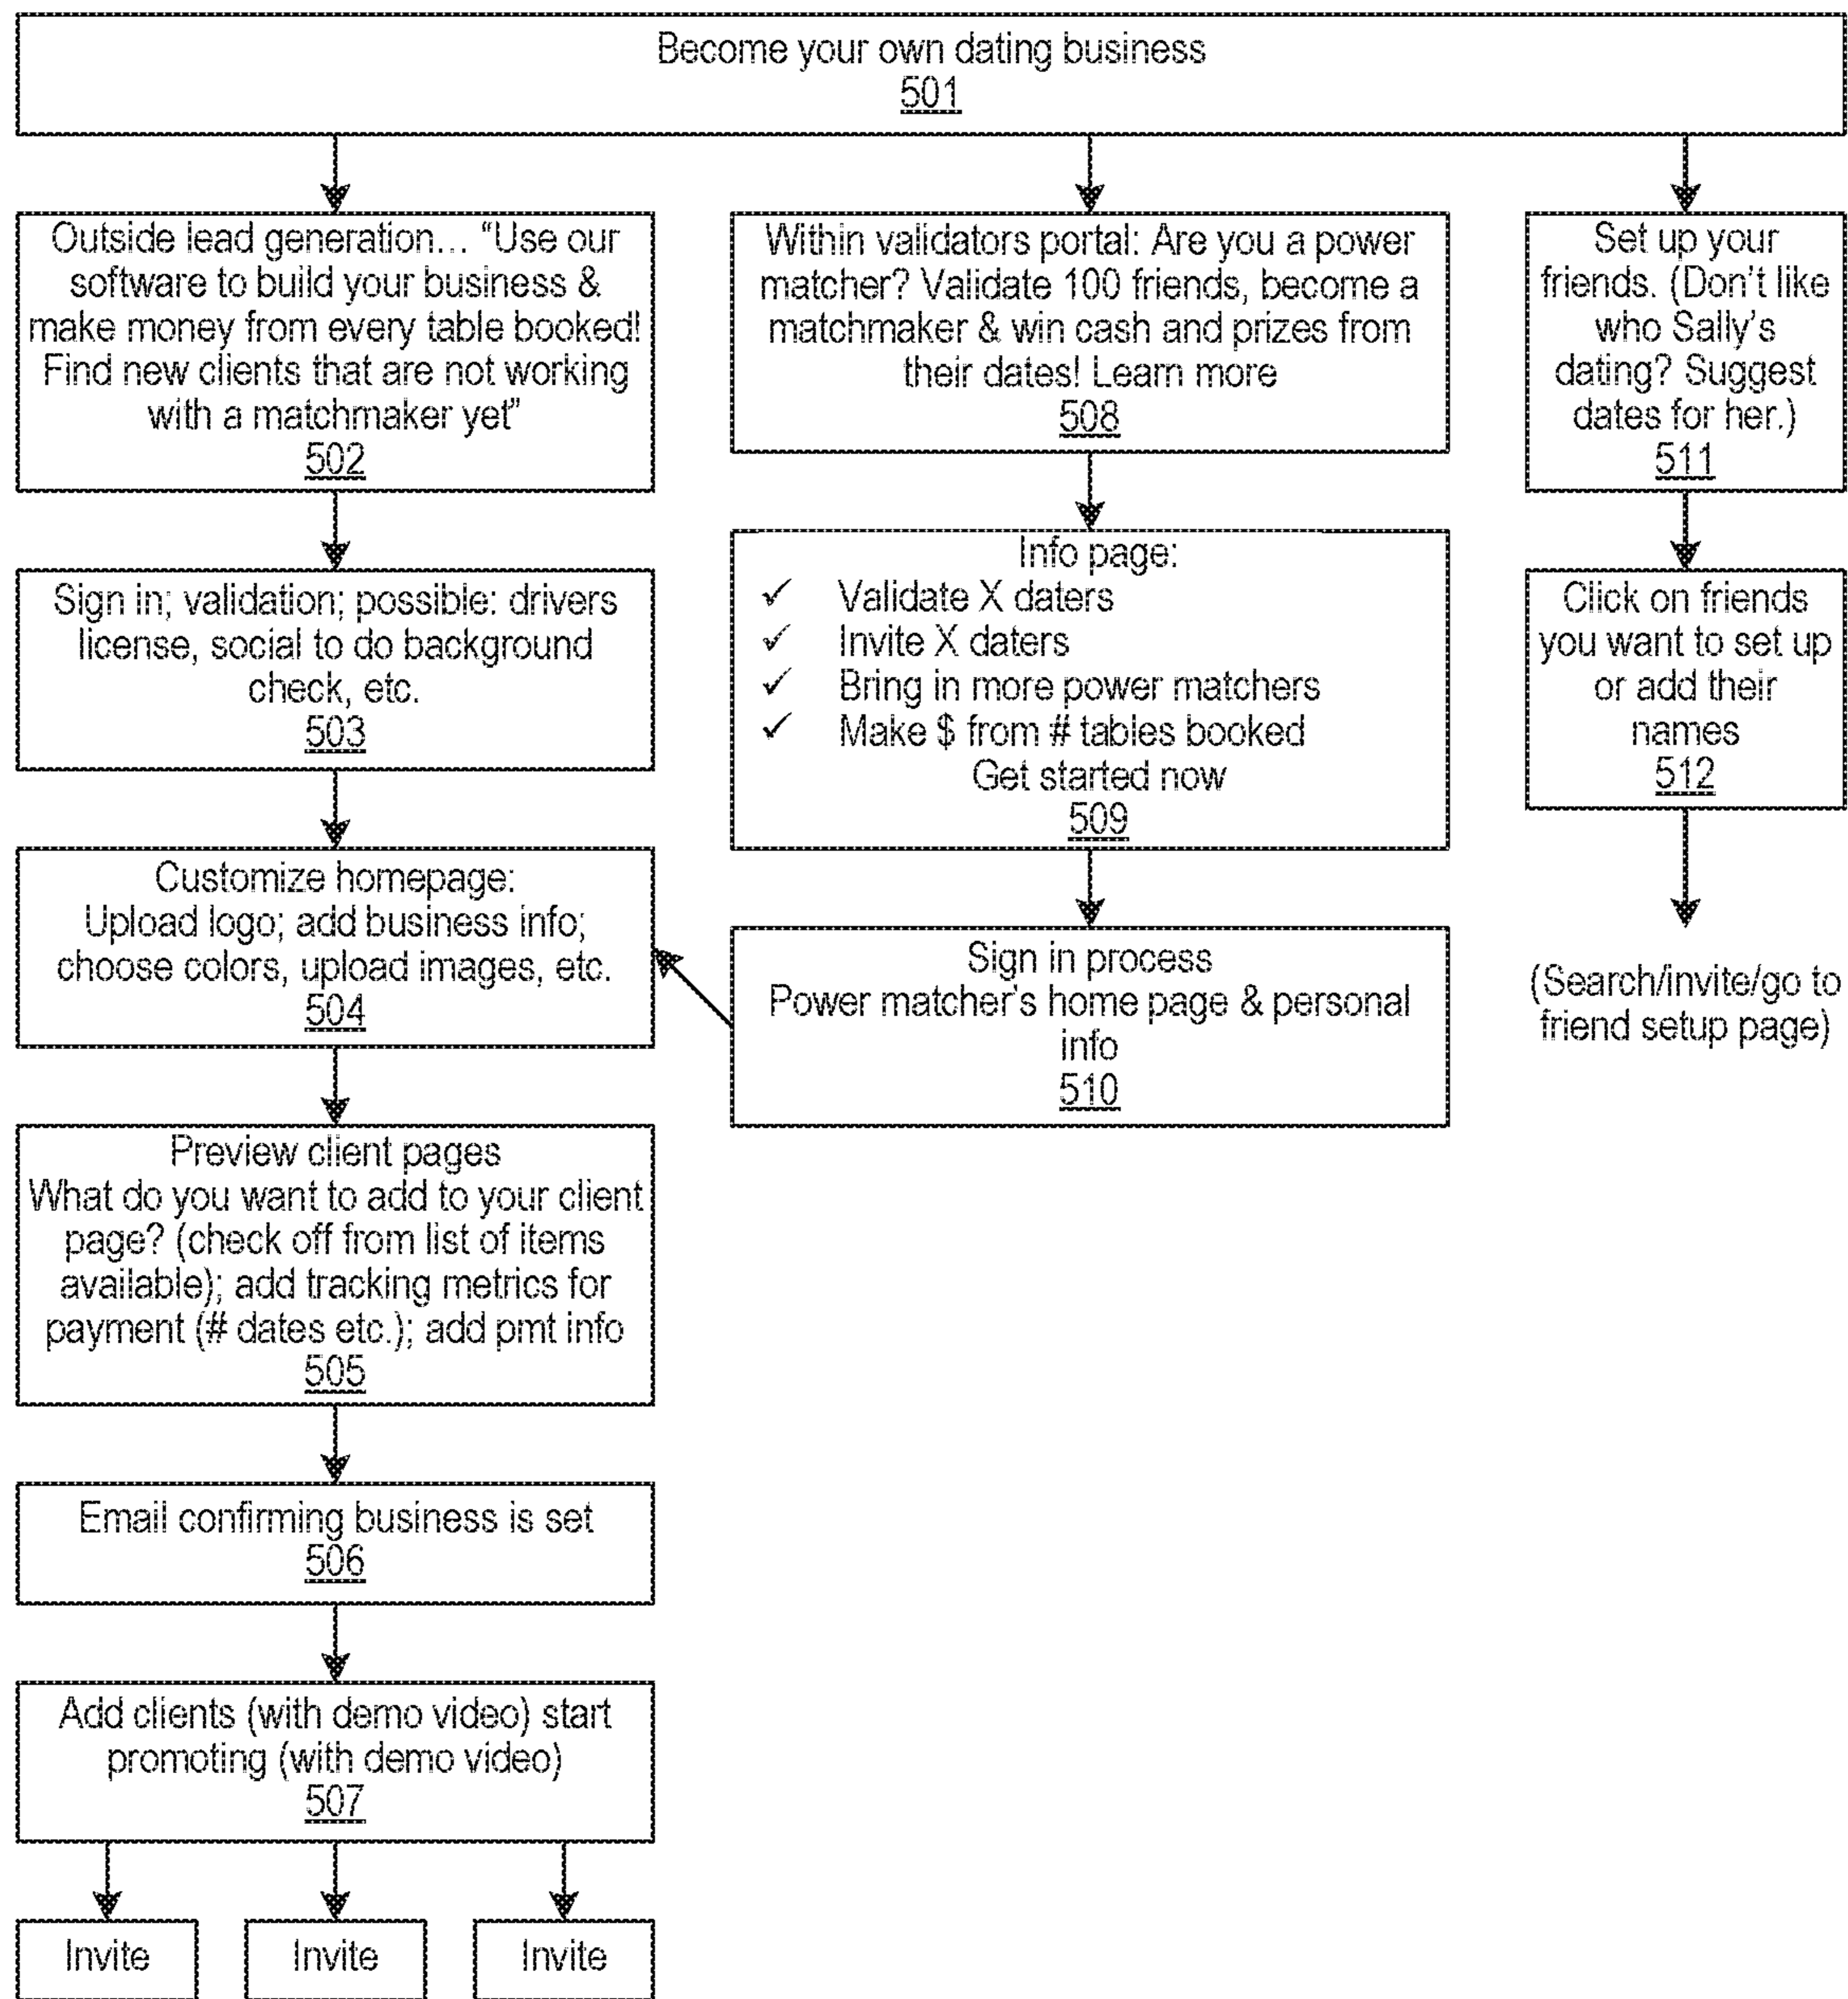 Become your own dating business
501
Outside lead generation... “Use our
software to build your business &
make money from every table booked!
Find new clients that are not working
with a matchmaker yet”
502
Sign in; validation; possible: drivers
license, social to do background
check, etc.
503
Customize homepage:
Upload logo; add business info;
choose colors, upload images, etc.
504
Preview client pages
What do you want to add to your client
page? (check off from list of items
available); add tracking metrics for
payment (# dates etc.); add pmt info
505
Email confirming business is set
506
Add clients (with demo video) start
promoting (with demo video)
507
Invite
Invite
Invite
Within validators portal: Are you a power
matcher? Validate 100 friends, become a
matchmaker & win cash and prizes from
their dates! Learn more
508
Info page:
✓ Validate X daters
✓ Invite X daters
✓ Bring in more power matchers
✓ Make $ from # tables booked
Get started now
509
Sign in process
Power matcher's home page & personal
info
510
Set up your
friends. (Don't like
who Sally's
dating? Suggest
dates for her.)
511
Click on friends
you want to set up
or add their
names
512
(Search/invite/go to
friend setup page)